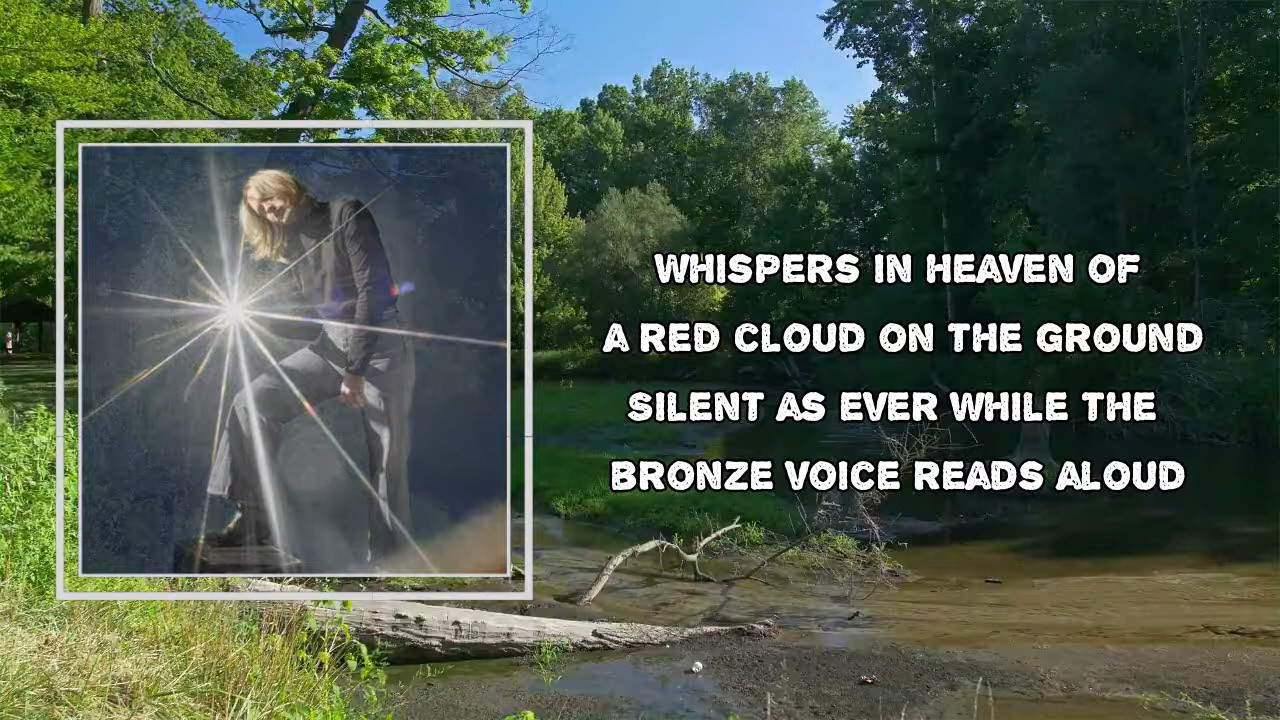 WHISPERS IN HEAVEN OF
A RED CLOUD ON THE GROUND
SILENT AS EVER WHILE THE
BRONZE VOICE READS ALOUD